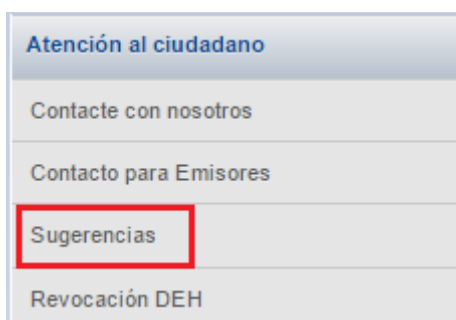 Atención al ciudadano
Contacte con nosotros
Contacto para Emisores
Sugerencias
Revocación DEH